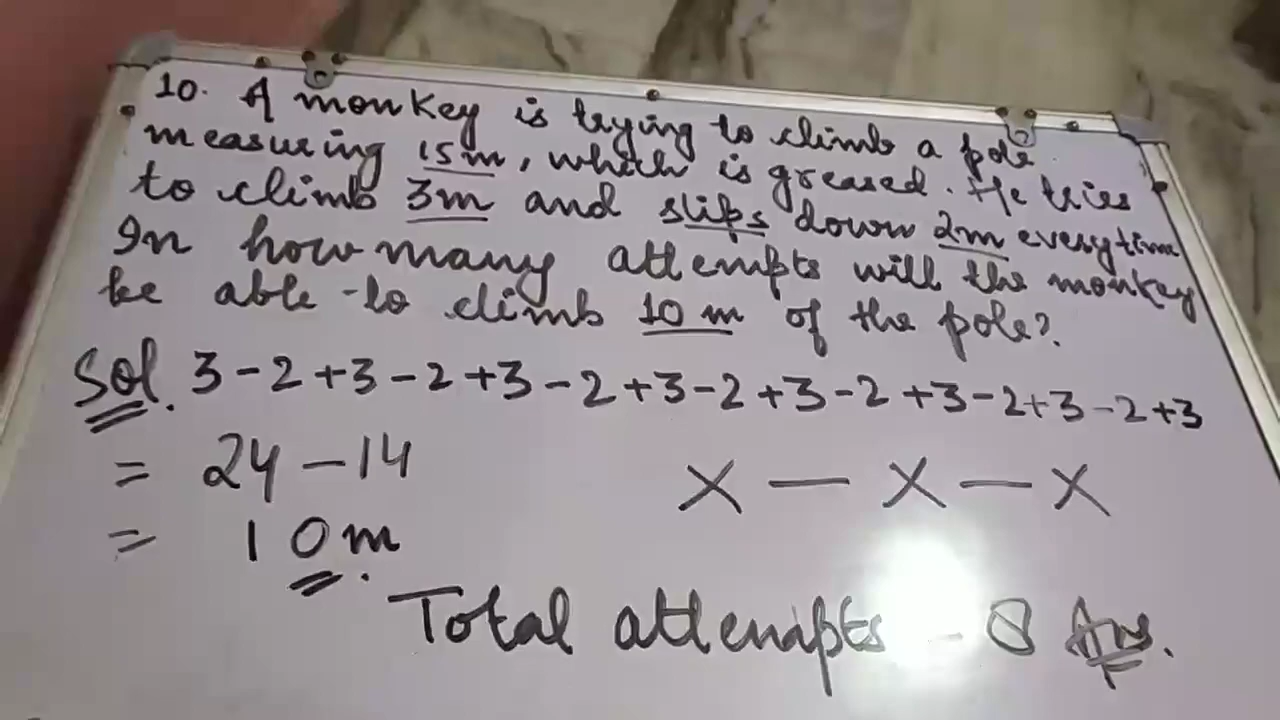 10. A monkey is trying to climb a pole
measuring 15m, which is greased. He tries
to climb 3m and slips down 2m everytime
In how many attempts will the monkey
be able to climb 10 m of the pole?
Sol. 3-2+3-2+3-2+3-2+3-2+3-2+3-2+3
= 24-14
= 10m.
X — X — X
Total attempts - 8 Ans.